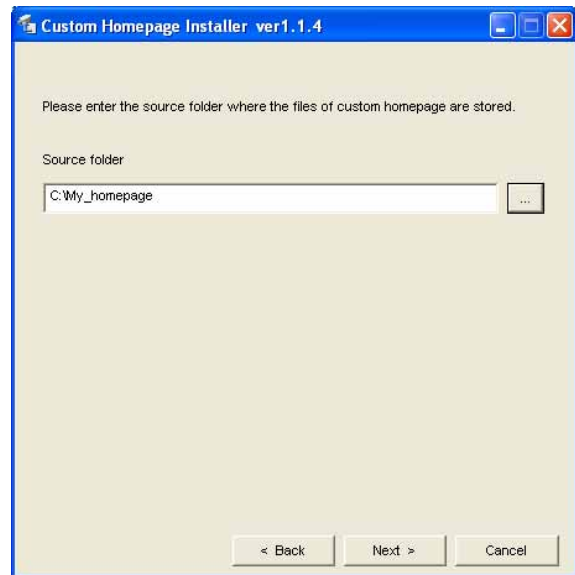 Custom Homepage Installer ver1.1.4
Please enter the source folder where the files of custom homepage are stored.
Source folder
C:\My_homepage
...
< Back
Next >
Cancel